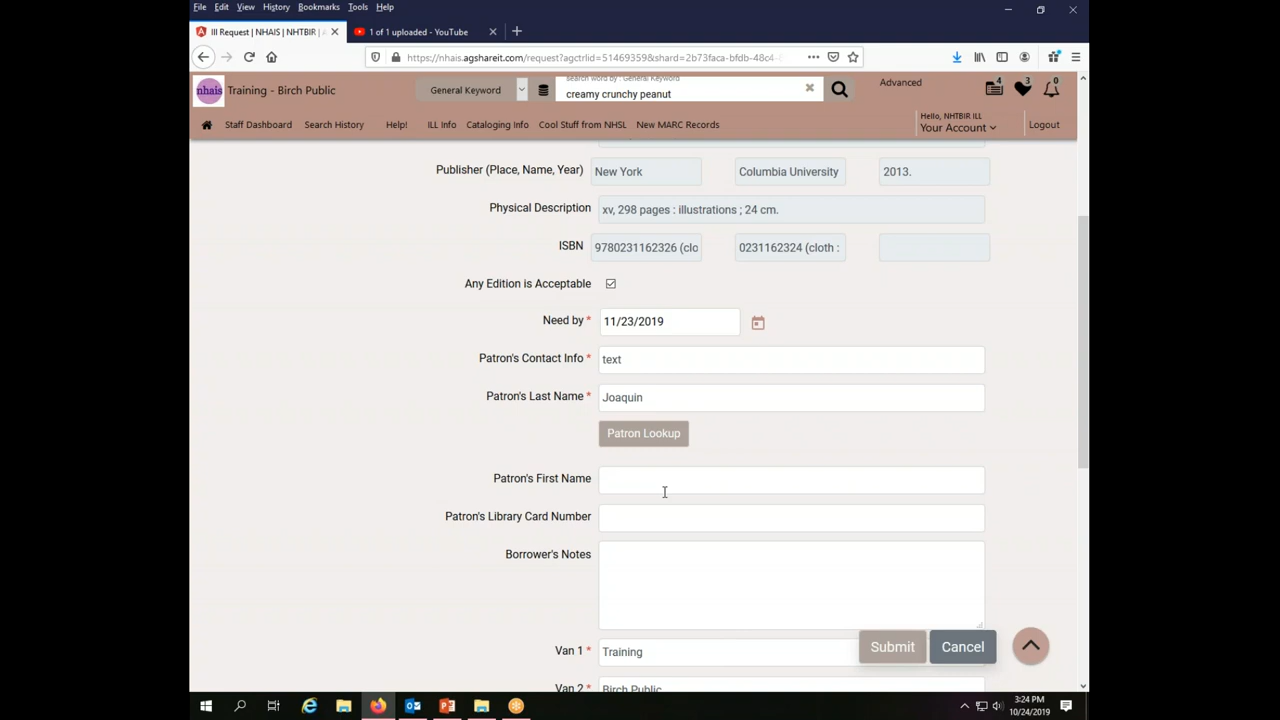 File Edit View History Bookmarks Tools Help
Ill Request | NHAIS | NHTBIR | A
1 of 1 uploaded - YouTube
https://nhais.agshareit.com/request?agctrlid=51469359&shard=2b73faca-bfdb-48c4-
nhais Training - Birch Public
General Keyword
search word by : General Keyword
creamy crunchy peanut
Advanced
4 3 0
Staff Dashboard Search History Help! ILL Info Cataloging Info Cool Stuff from NHSL New MARC Records
Hello, NHTBIR ILL
Your Account
Logout
Publisher (Place, Name, Year) New York Columbia University 2013.
Physical Description xv, 298 pages : illustrations ; 24 cm.
ISBN 9780231162326 (clo 0231162324 (cloth :
Any Edition is Acceptable
Need by * 11/23/2019
Patron's Contact Info * text
Patron's Last Name * Joaquin
Patron Lookup
Patron's First Name
Patron's Library Card Number
Borrower's Notes
Submit Cancel
Van 1 * Training
Van 2 * Birch Public
3:24 PM
10/24/2019